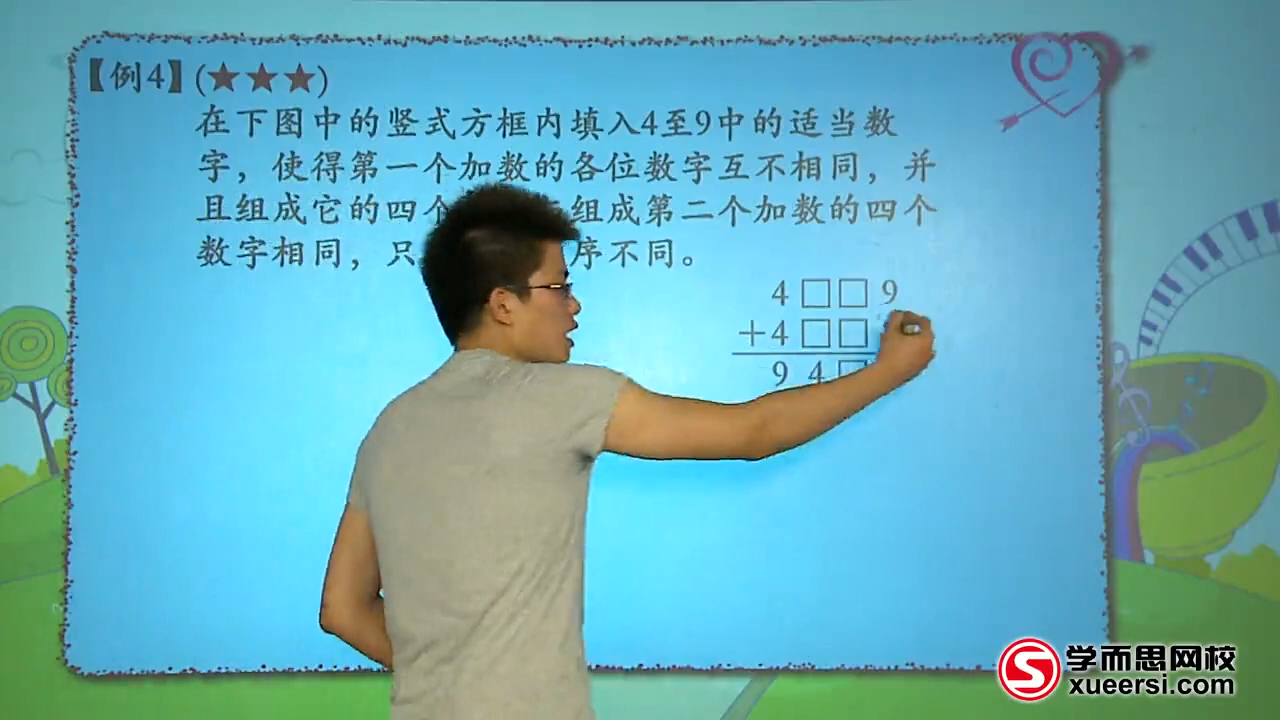 【例4】(★★★)
在下图中的竖式方框内填入4至9中的适当数
字，使得第一个加数的各位数字互不相同，并
且组成它的四个 组成第二个加数的四个
数字相同，只 序不同。
4□□9
+4□□
9 4□
学而思网校
xueersi.com